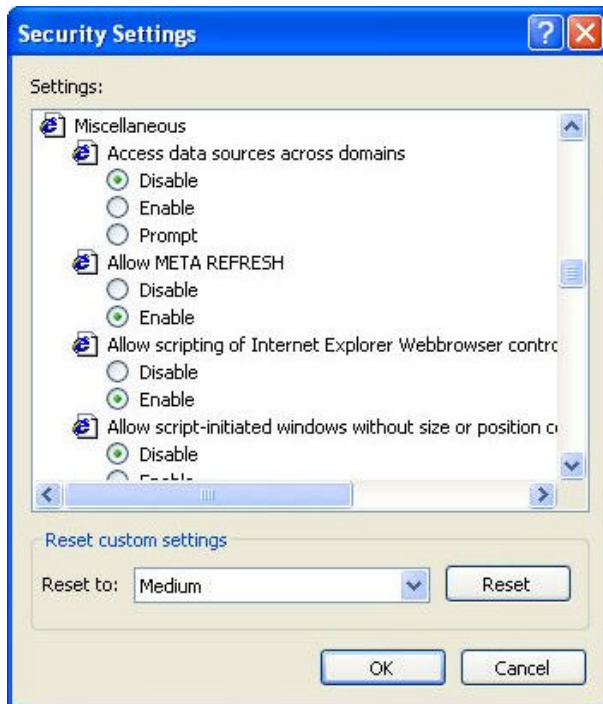 Security Settings
Settings:
Miscellaneous
Access data sources across domains
Disable
Enable
Prompt
Allow META REFRESH
Disable
Enable
Allow scripting of Internet Explorer Webbrowser contro
Disable
Enable
Allow script-initiated windows without size or position co
Disable
Enable
Reset custom settings
Reset to: Medium Reset
OK Cancel